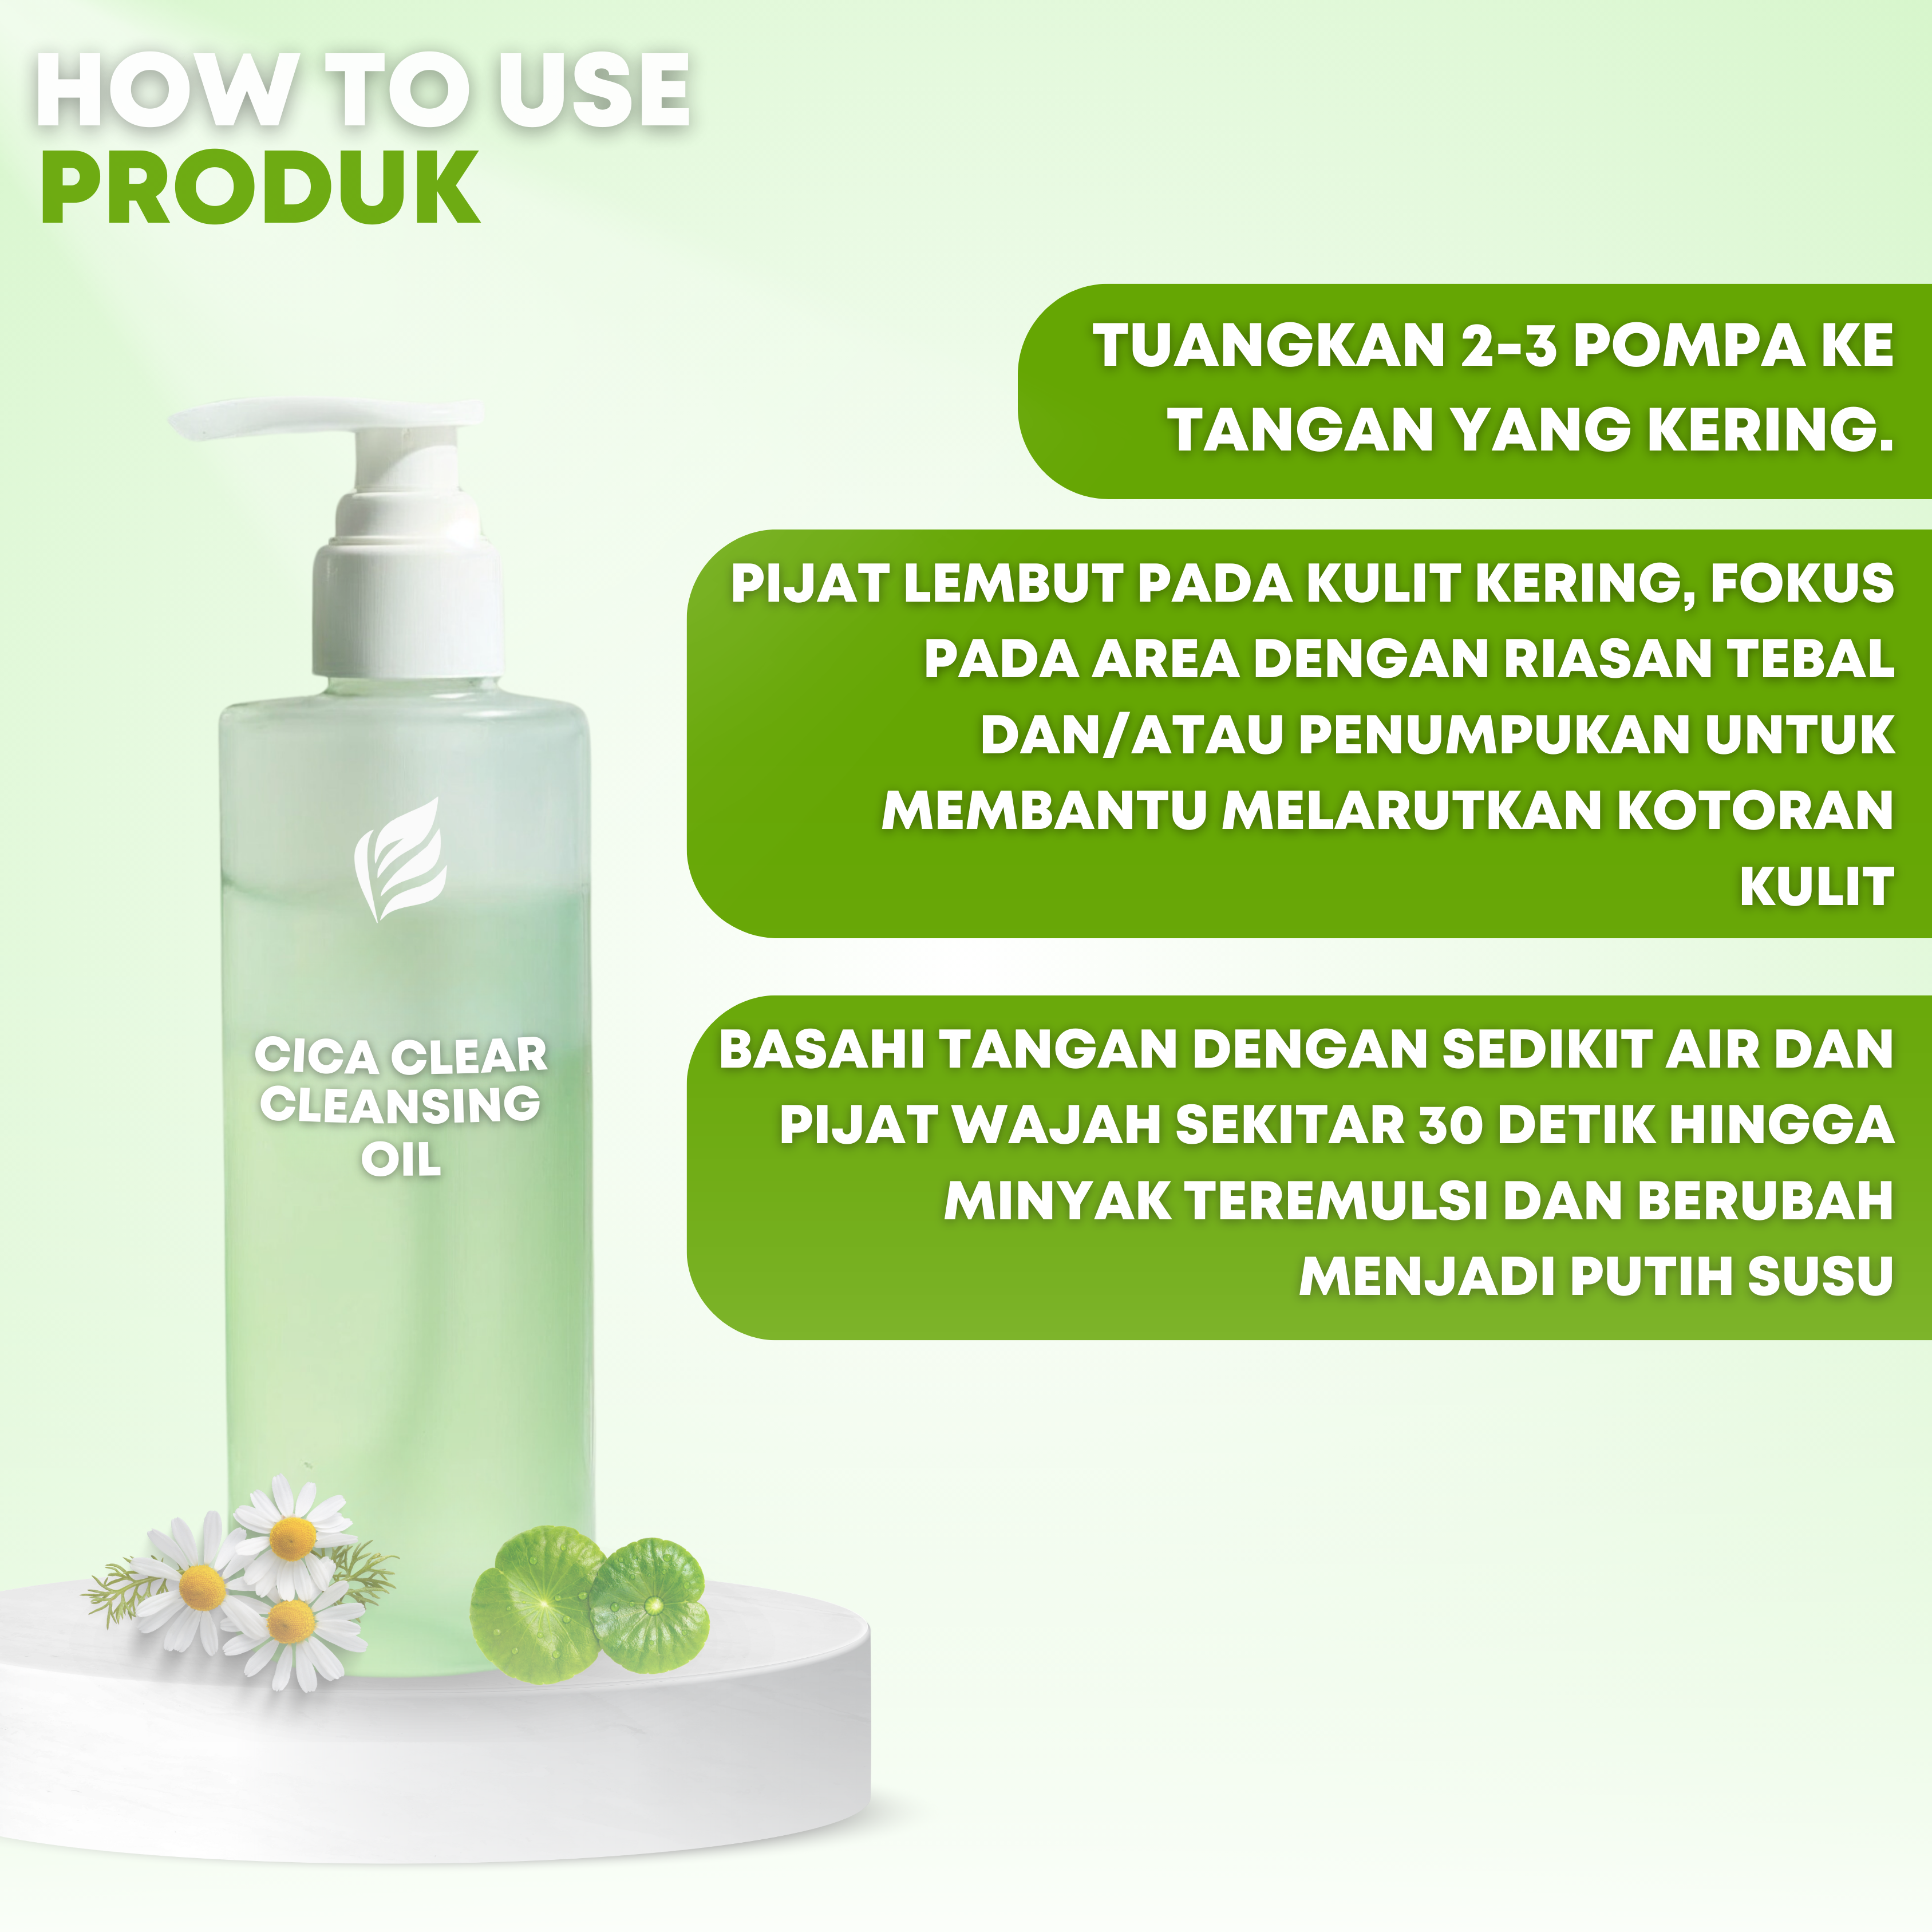 HOW TO USE
PRODUK
TUANGKAN 2-3 POMPA KE
TANGAN YANG KERING.
PIJAT LEMBUT PADA KULIT KERING, FOKUS
PADA AREA DENGAN RIASAN TEBAL
DAN/ATAU PENUMPUKAN UNTUK
MEMBANTU MELARUTKAN KOTORAN
KULIT
BASAHI TANGAN DENGAN SEDIKIT AIR DAN
PIJAT WAJAH SEKITAR 30 DETIK HINGGA
MINYAK TEREMULSI DAN BERUBAH
MENJADI PUTIH SUSU
CICA CLEAR
CLEANSING
OIL